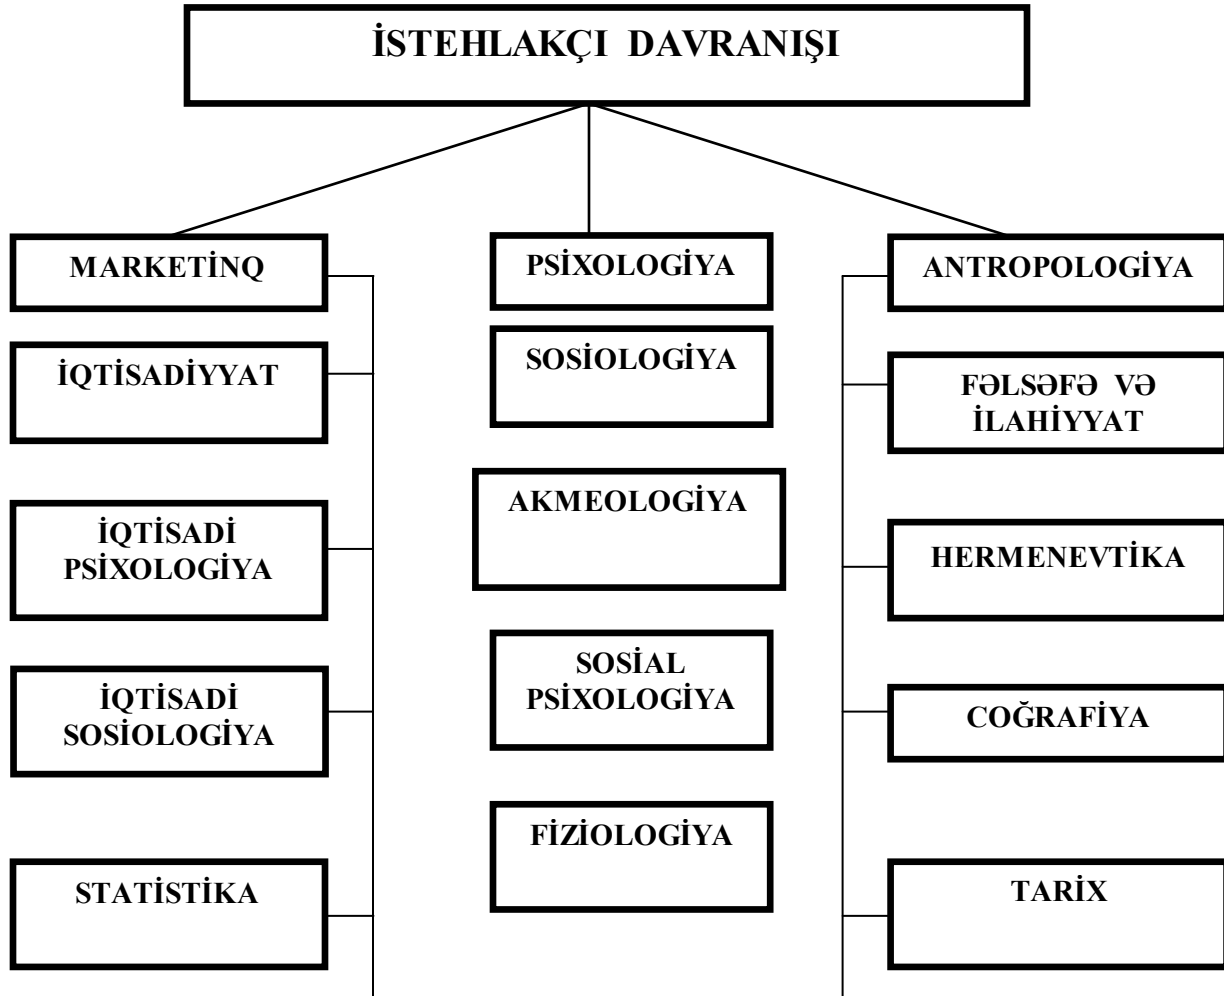 İSTEHLAKÇI DAVRANIŞI
MARKETİNQ
PSİXOLOGİYA
ANTROPOLOGİYA
İQTİSADİYYAT
SOSİOLOGİYA
FƏLSƏFƏ VƏ
İLAHİYYAT
İQTİSADİ
PSİXOLOGİYA
AKMEOLOGİYA
HERMENEVTİKA
İQTİSADİ
SOSİOLOGİYA
SOSİAL
PSİXOLOGİYA
COĞRAFİYA
STATİSTİKA
FİZİOLOGİYA
TARİX